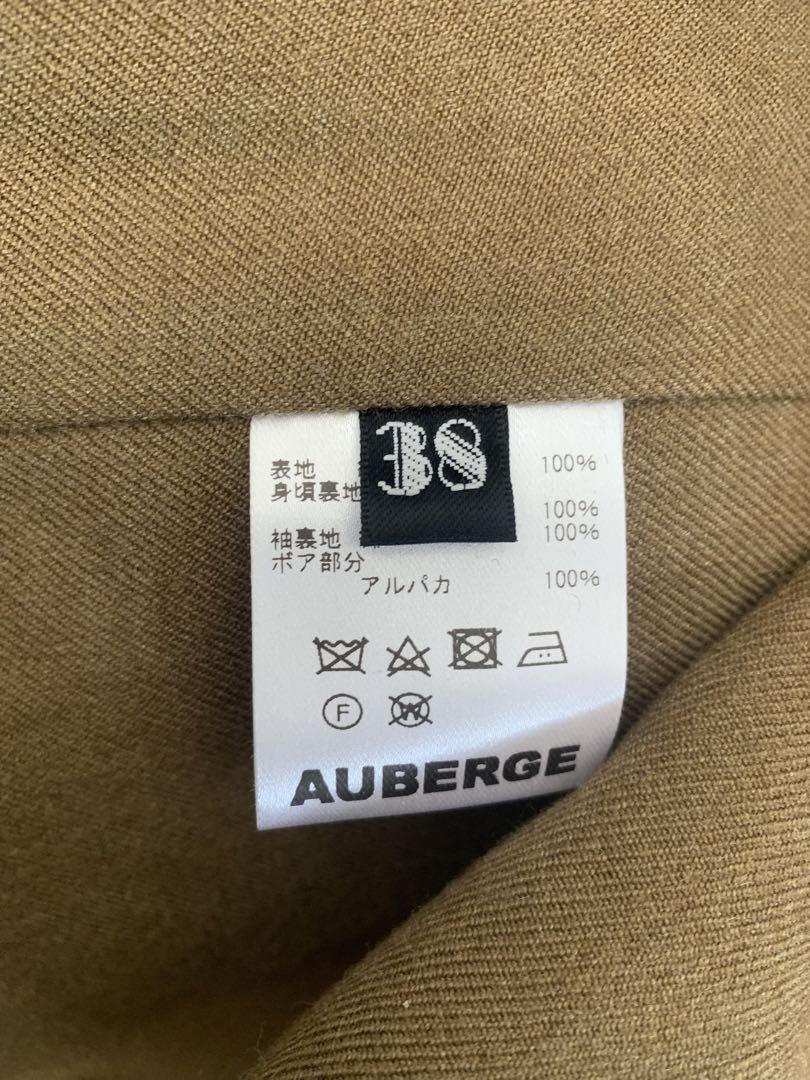 38
表地 100%
身頃裏地
100%
袖裏地 100%
ボア部分
アルパカ 100%
F W
AUBERGE